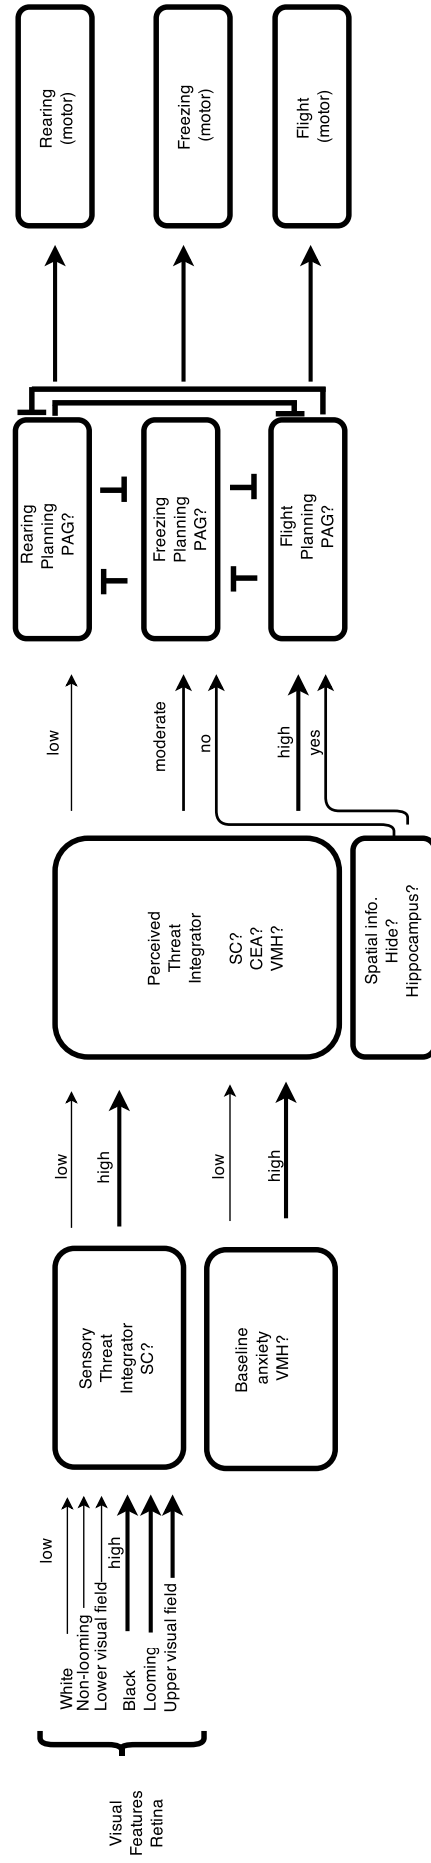 Visual
Features
Retina
White
Non-looming
Lower visual field
Black
Looming
Upper visual field
low
high
Sensory
Threat
Integrator
SC?
Baseline
anxiety
VMH?
low
high
low
high
Perceived
Threat
Integrator
SC?
CEA?
VMH?
Spatial info.
Hide?
Hippocampus?
low
moderate
no
high
yes
Rearing
Planning
PAG?
Freezing
Planning
PAG?
Flight
Planning
PAG?
Rearing
(motor)
Freezing
(motor)
Flight
(motor)